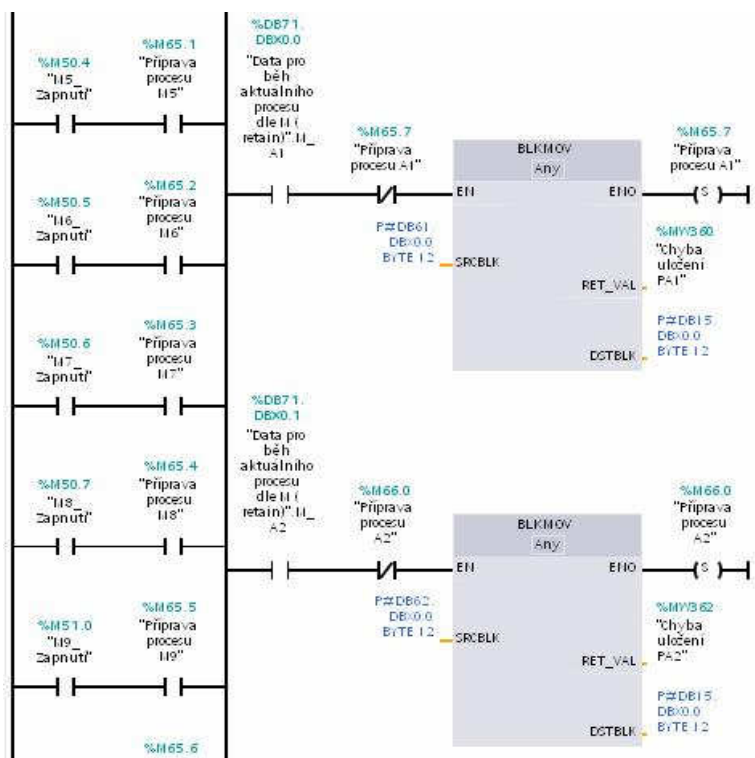 %M50.4
"M5_
Zapnutí"
%M65.1
"Příprava
procesu
M5"
%M50.5
"M6_
Zapnutí"
%M65.2
"Příprava
procesu
M6"
%M50.6
"M7_
Zapnutí"
%M65.3
"Příprava
procesu
M7"
%M50.7
"M8_
Zapnutí"
%M65.4
"Příprava
procesu
M8"
%M51.0
"M9_
Zapnutí"
%M65.5
"Příprava
procesu
M9"
%M65.6
%DB71.
DBX0.0
"Data pro
běh
aktuálního
procesu
dle M (
retain)".M_
A1
%M65.7
"Příprava
procesu A1"
BLKMOV
Any
EN
ENO
P#DB61.
DBX0.0
BYTE 12
SRCBLK
RET_VAL
DSTBLK
%M65.7
"Příprava
procesu A1"
S
%MW360
"Chyba
uložení
PA1"
P#DB15.
DBX0.0
BYTE 12
%DB71.
DBX0.1
"Data pro
běh
aktuálního
procesu
dle M (
retain)".M_
A2
%M66.0
"Příprava
procesu
A2"
BLKMOV
Any
EN
ENO
P#DB62.
DBX0.0
BYTE 12
SRCBLK
RET_VAL
DSTBLK
%M66.0
"Příprava
procesu
A2"
S
%MW362
"Chyba
uložení
PA2"
P#DB15.
DBX0.0
BYTE 12